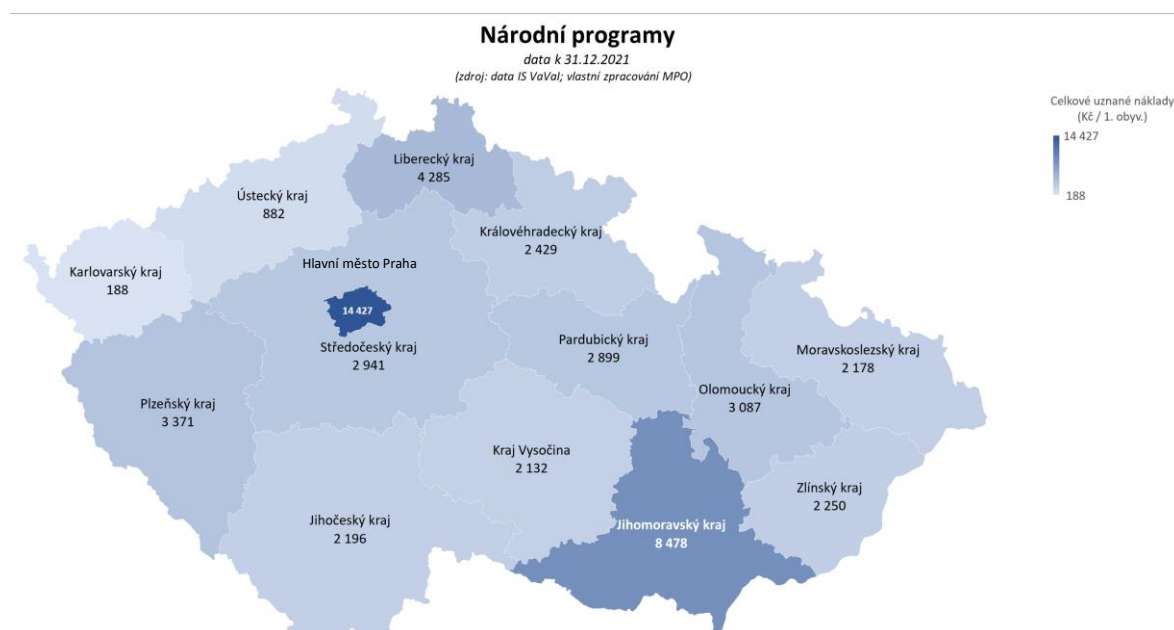 Národní programy
data k 31.12.2021
(zdroj: data IS VaVaI; vlastní zpracování MPO)
Celkové uznané náklady
(Kč / 1. obyv.)
14 427
188
Liberecký kraj
4 285
Ústecký kraj
882
Královéhradecký kraj
2 429
Karlovarský kraj
188
Hlavní město Praha
14 427
Středočeský kraj
2 941
Pardubický kraj
2 899
Moravskoslezský kraj
2 178
Olomoucký kraj
3 087
Plzeňský kraj
3 371
Kraj Vysočina
2 132
Zlínský kraj
2 250
Jihočeský kraj
2 196
Jihomoravský kraj
8 478